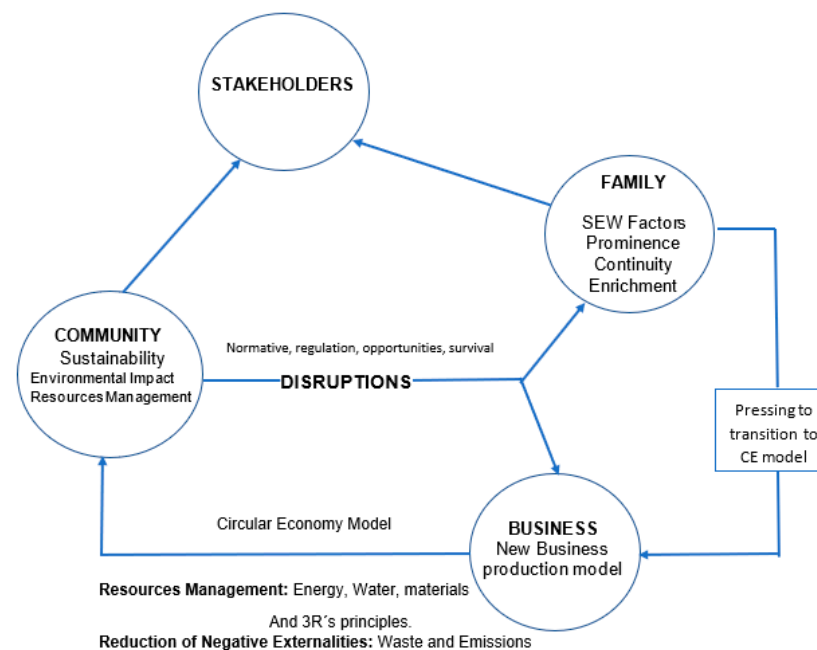 STAKEHOLDERS
FAMILY
SEW Factors
Prominence
Continuity
Enrichment
COMMUNITY
Sustainability
Environmental Impact
Resources Management
Normative, regulation, opportunities, survival
DISRUPTIONS
Pressing to
transition to
CE model
Circular Economy Model
BUSINESS
New Business
production model
Resources Management: Energy, Water, materials
And 3R´s principles.
Reduction of Negative Externalities: Waste and Emissions